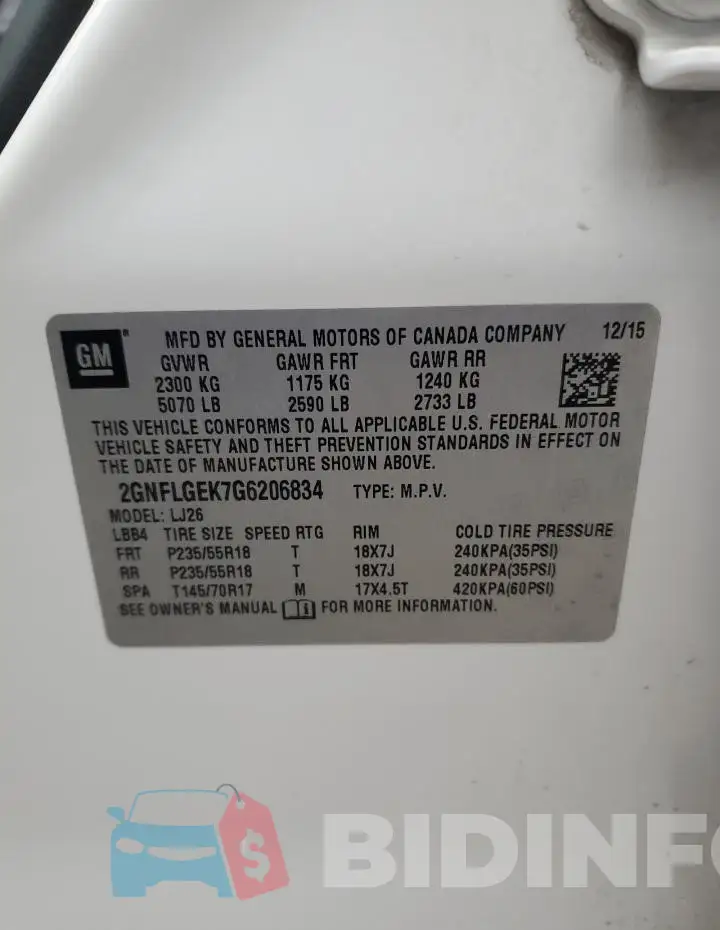 GM
MFD BY GENERAL MOTORS OF CANADA COMPANY 12/15
GVWR GAWR FRT GAWR RR
2300 KG 1175 KG 1240 KG
5070 LB 2590 LB 2733 LB
THIS VEHICLE CONFORMS TO ALL APPLICABLE U.S. FEDERAL MOTOR
VEHICLE SAFETY AND THEFT PREVENTION STANDARDS IN EFFECT ON
THE DATE OF MANUFACTURE SHOWN ABOVE.
2GNFLGEK7G6206834 TYPE: M.P.V.
MODEL: LJ26
LBB4 TIRE SIZE SPEED RTG RIM COLD TIRE PRESSURE
FRT P235/55R18 T 18X7J 240KPA(35PSI)
RR P235/55R18 T 18X7J 240KPA(35PSI)
SPA T145/70R17 M 17X4.5T 420KPA(60PSI)
SEE OWNER'S MANUAL FOR MORE INFORMATION.
$ BIDINFO